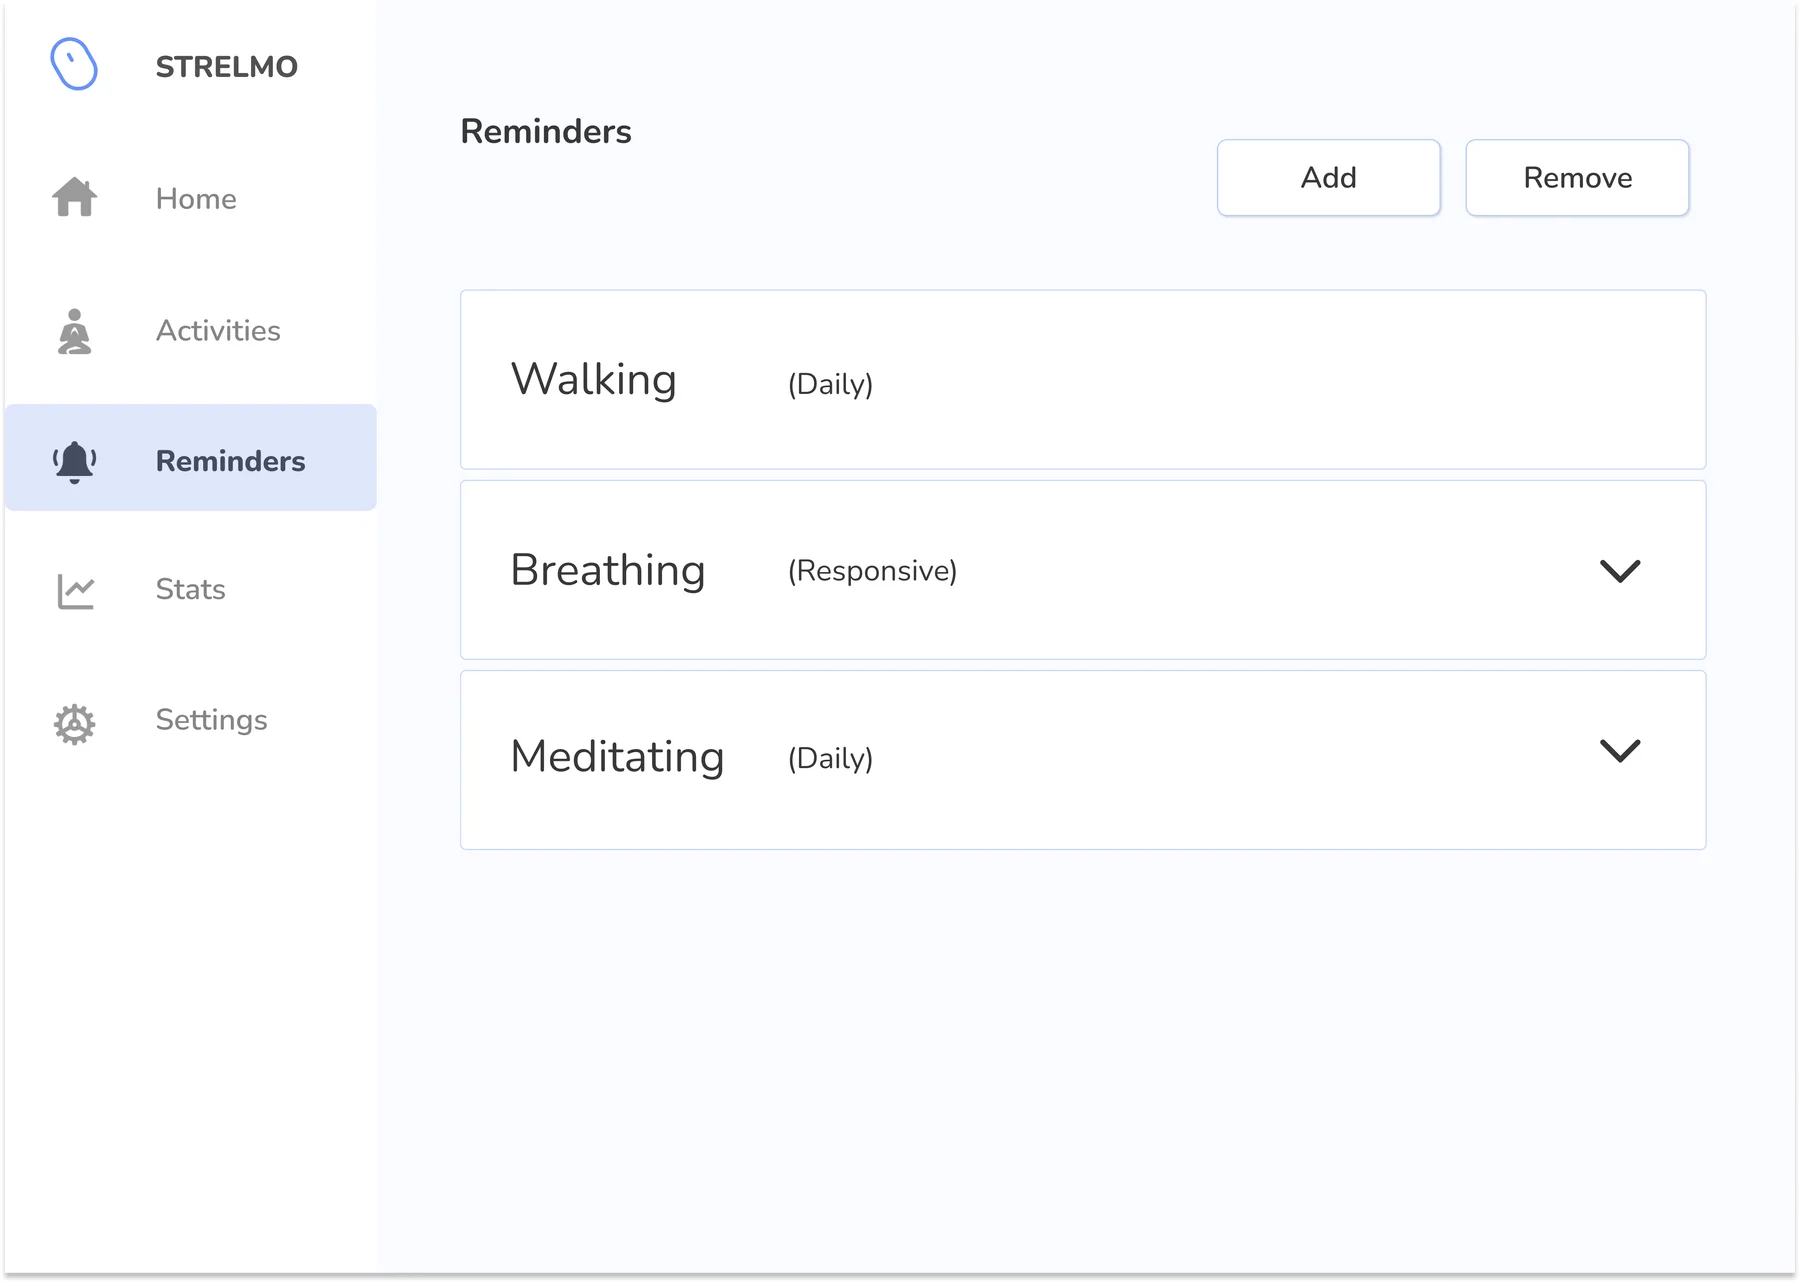 STRELMO
Home
Activities
Reminders
Stats
Settings
Reminders
Add
Remove
Walking (Daily)
Breathing (Responsive)
Meditating (Daily)